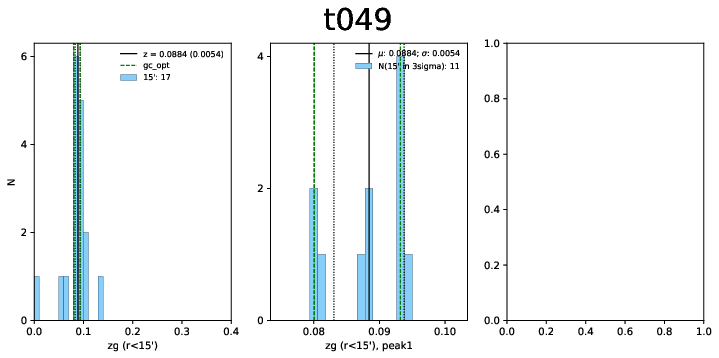 t049
z = 0.0884 (0.0054)
gc_opt
15': 17
N
6
4
2
0
0.0 0.1 0.2 0.3 0.4
zg (r<15')
μ: 0.0884; σ: 0.0054
N(15' in 3sigma): 11
4
2
0
0.08 0.09 0.10
zg (r<15'), peak1
1.0
0.8
0.6
0.4
0.2
0.0
0.0 0.2 0.4 0.6 0.8 1.0